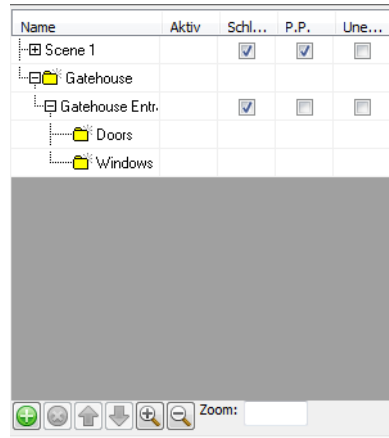 Name Aktiv Schl... P.P. Une...
Scene 1
Gatehouse
Gatehouse Entr
Doors
Windows
Zoom: